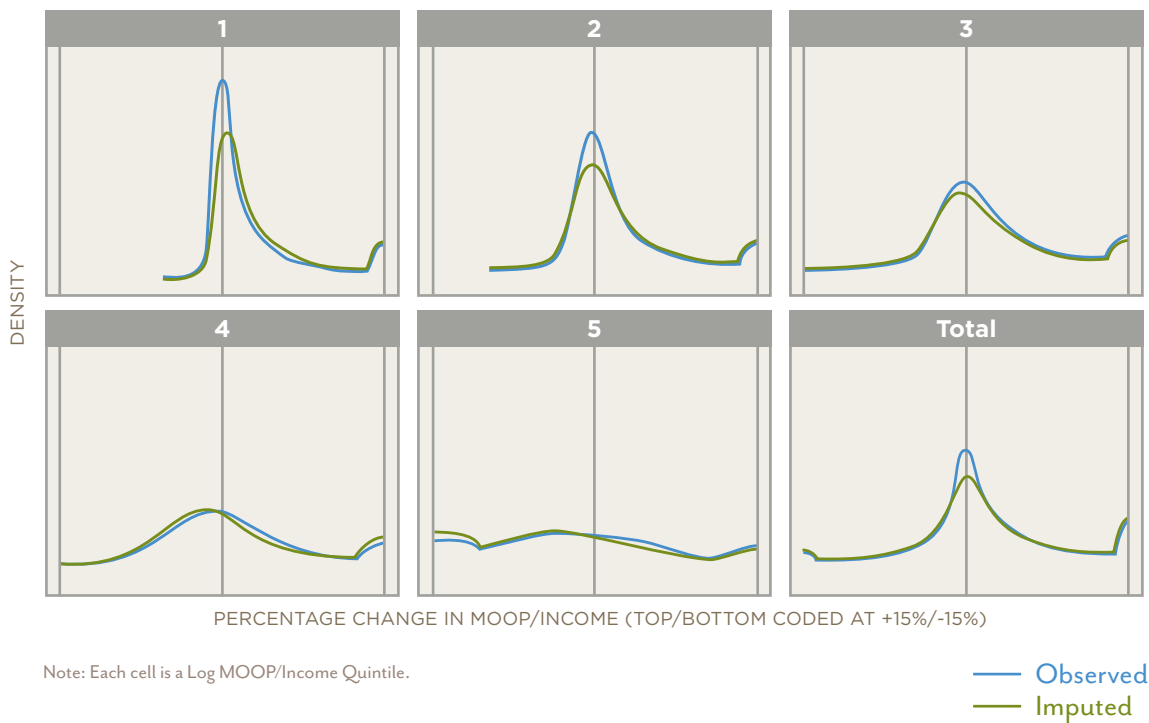 1
2
3
DENSITY
4
5
Total
PERCENTAGE CHANGE IN MOOP/INCOME (TOP/BOTTOM CODED AT +15%/-15%)
Note: Each cell is a Log MOOP/Income Quintile.
Observed
Imputed